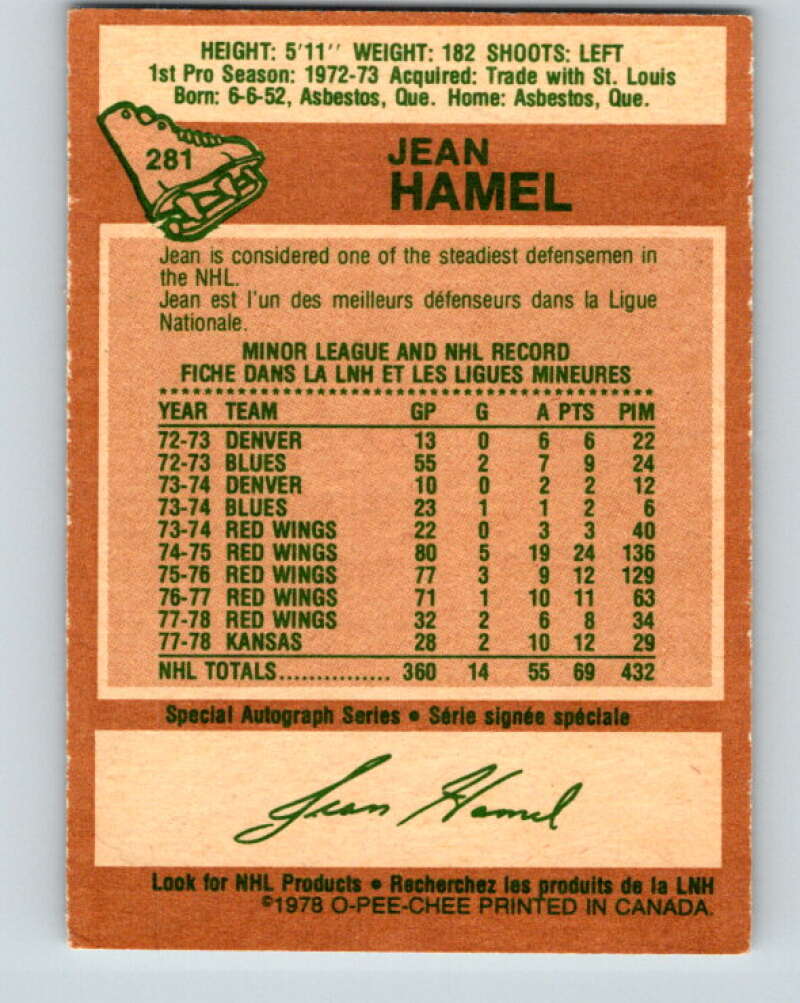 HEIGHT: 5'11'' WEIGHT: 182 SHOOTS: LEFT
1st Pro Season: 1972-73 Acquired: Trade with St. Louis
Born: 6-6-52, Asbestos, Que. Home: Asbestos, Que.
281
JEAN
HAMEL
Jean is considered one of the steadiest defensemen in
the NHL.
Jean est l'un des meilleurs défenseurs dans la Ligue
Nationale.
MINOR LEAGUE AND NHL RECORD
FICHE DANS LA LNH ET LES LIGUES MINEURES
YEAR TEAM GP G A PTS PIM
72-73 DENVER 13 0 6 6 22
72-73 BLUES 55 2 7 9 24
73-74 DENVER 10 0 2 2 12
73-74 BLUES 23 1 1 2 6
73-74 RED WINGS 22 0 3 3 40
74-75 RED WINGS 80 5 19 24 136
75-76 RED WINGS 77 3 9 12 129
76-77 RED WINGS 71 1 10 11 63
77-78 RED WINGS 32 2 6 8 34
77-78 KANSAS 28 2 10 12 29
NHL TOTALS............... 360 14 55 69 432
Special Autograph Series • Série signée spéciale
Jean Hamel
Look for NHL Products • Recherchez les produits de la LNH
©1978 O-PEE-CHEE PRINTED IN CANADA.